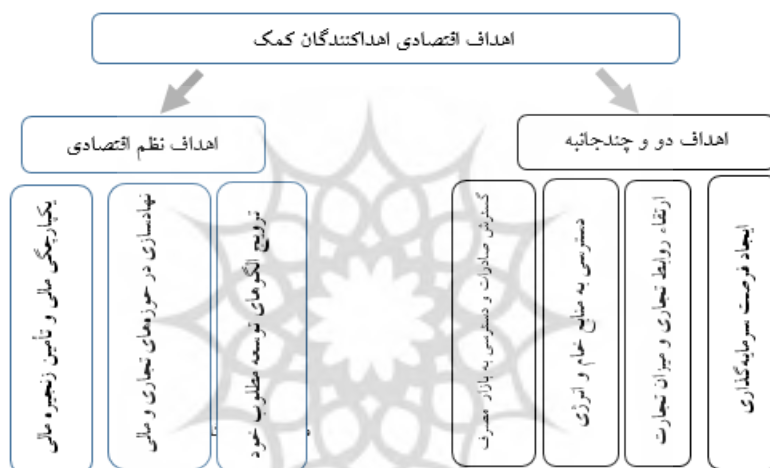 اهداف اقتصادی اهداکنندگان کمک
اهداف دو و چندجانبه
اهداف نظم اقتصادی
ایجاد فرصت سرمایه‌گذاری
ارتقاء روابط تجاری و میزان تجارت
دسترسی به منابع خام و انرژی
گسترش صادرات و دسترسی به بازار مصرف
ترویج الگوهای توسعه مطلوب خود
نهادسازی در حوزه‌های تجاری و مالی
یکپارچگی مالی و تأمین زنجیره مالی